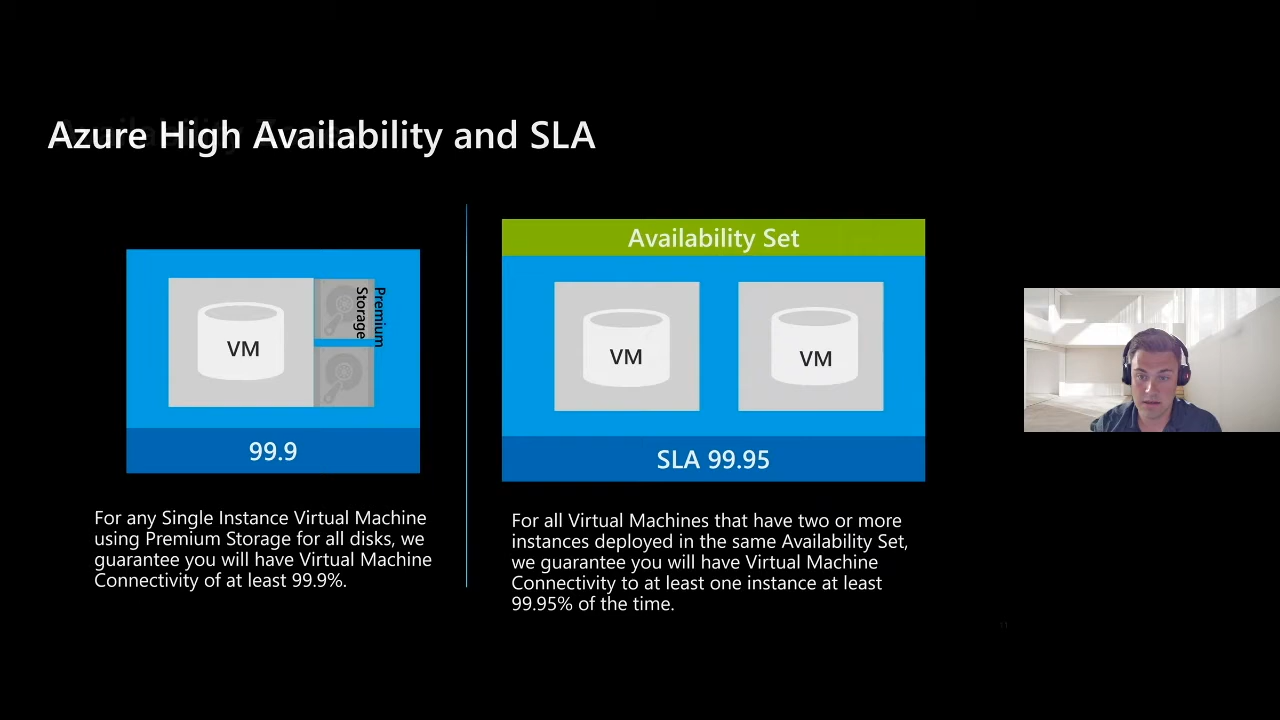 Azure High Availability and SLA
VM
Premium
Storage
99.9
For any Single Instance Virtual Machine
using Premium Storage for all disks, we
guarantee you will have Virtual Machine
Connectivity of at least 99.9%.
Availability Set
VM
VM
SLA 99.95
For all Virtual Machines that have two or more
instances deployed in the same Availability Set,
we guarantee you will have Virtual Machine
Connectivity to at least one instance at least
99.95% of the time.
11